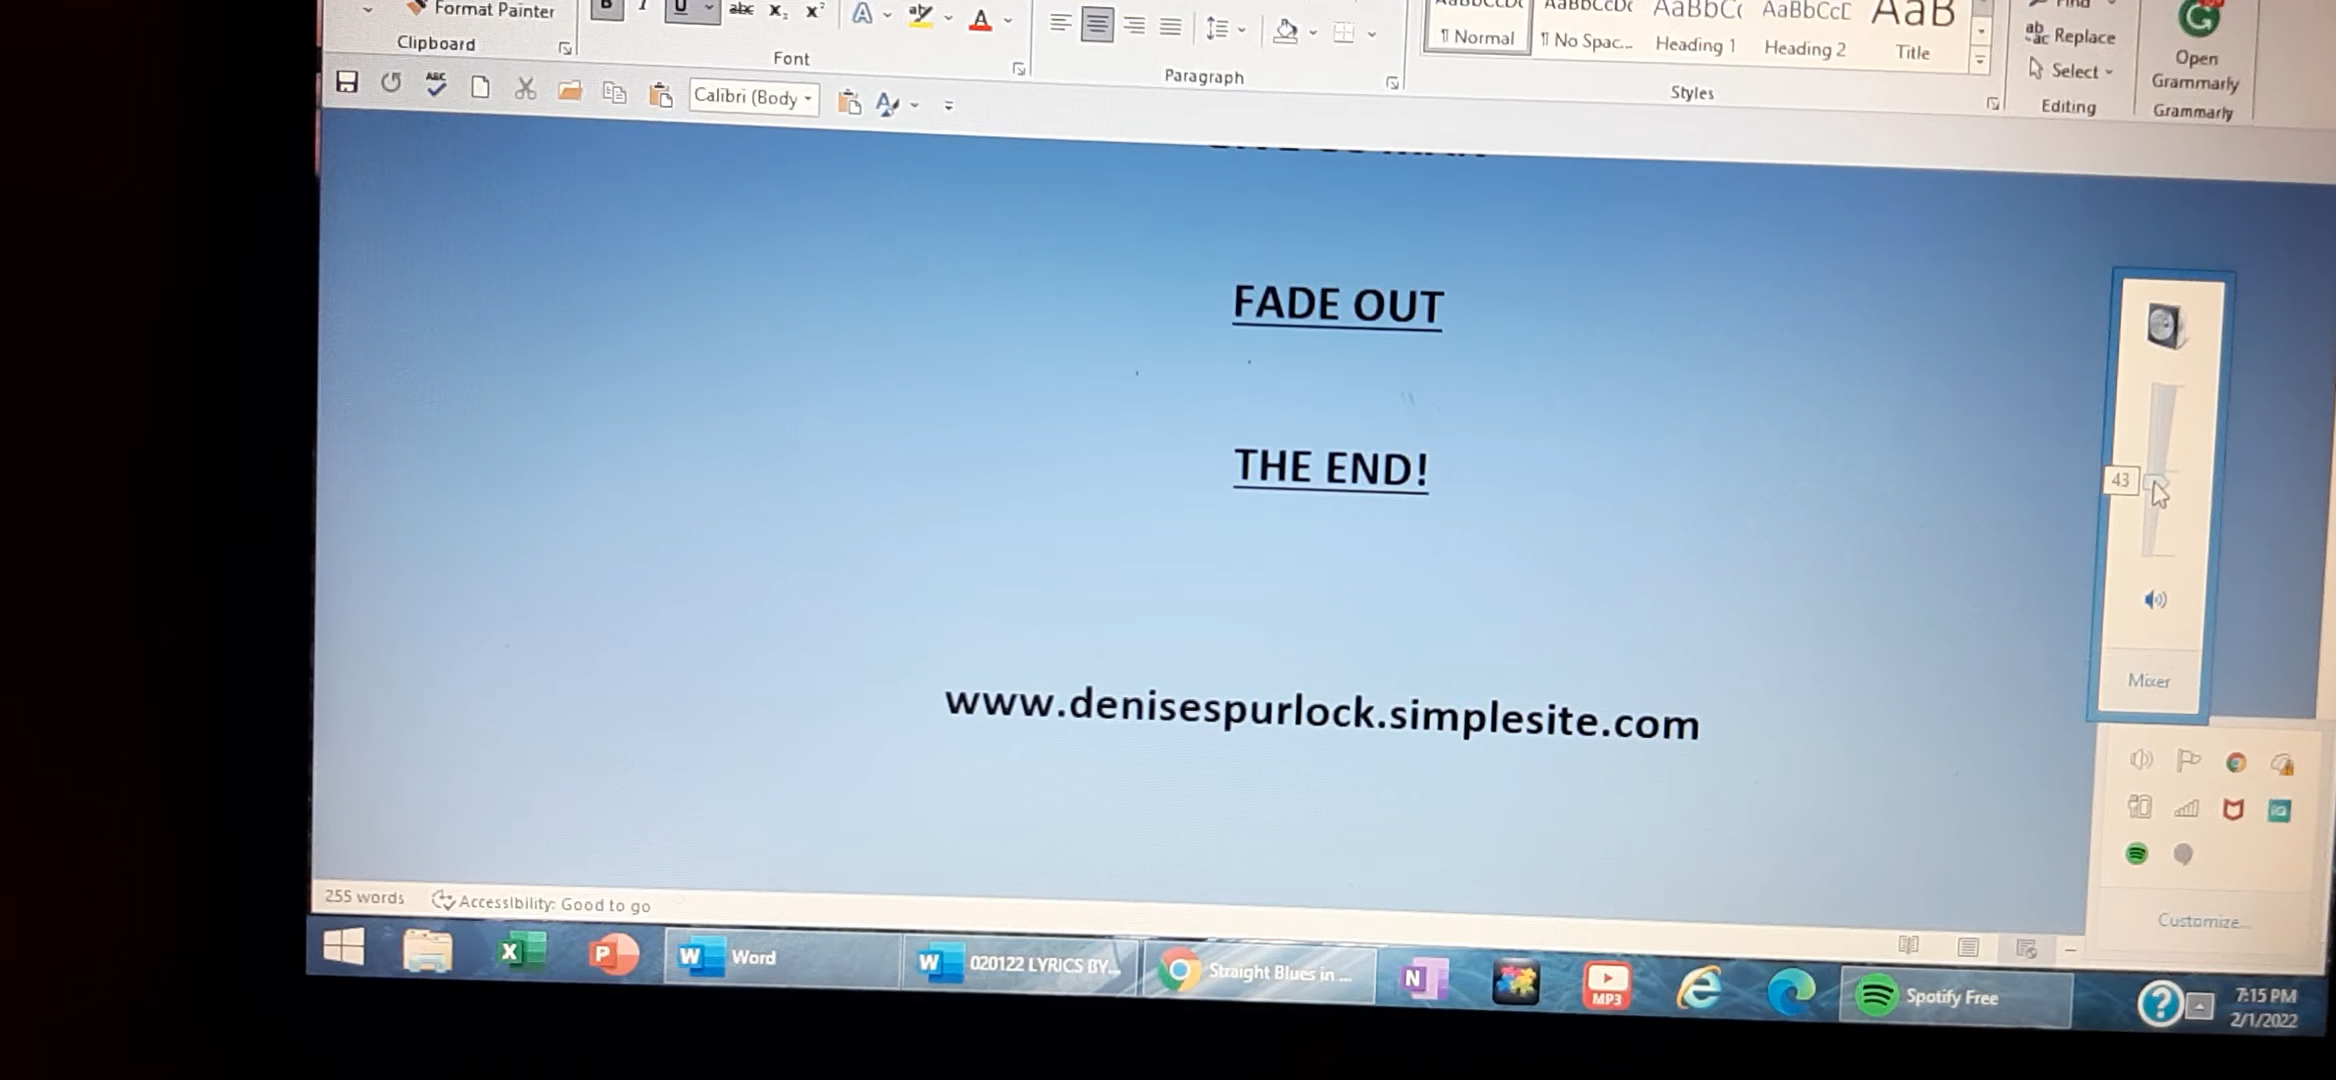 Format Painter
Clipboard
Font
Paragraph
Normal
No Spac...
Heading 1
Heading 2
Title
Styles
Replace
Select
Editing
Open
Grammarly
Grammarly
Calibri (Body
FADE OUT
THE END!
www.denisespurlock.simplesite.com
43
Mixer
Customize...
255 words
Accessibility: Good to go
Word
020122 LYRICS BY...
Straight Blues in ...
MP3
Spotify Free
7:15 PM
2/1/2022